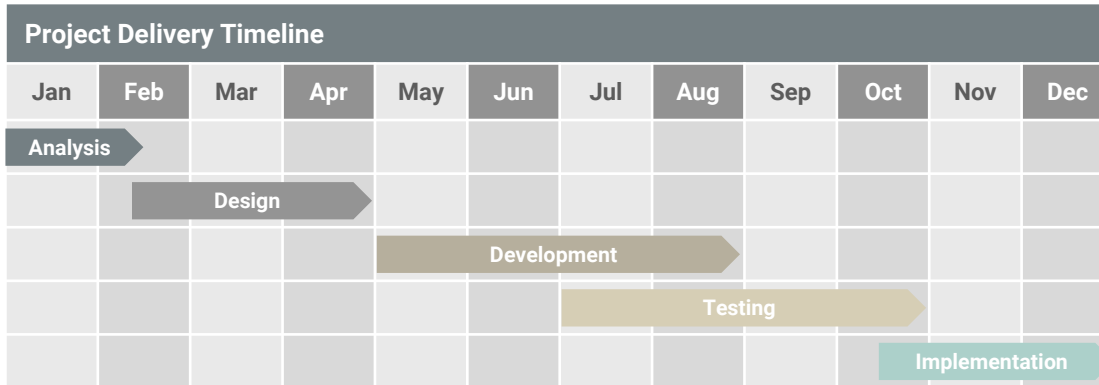 Project Delivery Timeline
Jan Feb Mar Apr May Jun Jul Aug Sep Oct Nov Dec
Analysis
Design
Development
Testing
Implementation